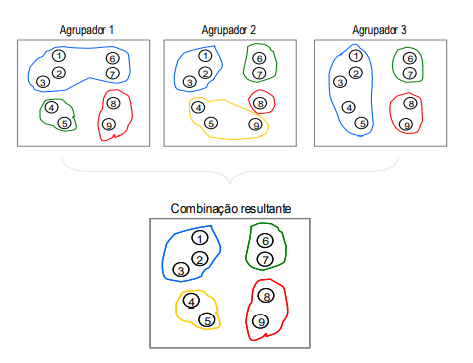 Agrupador 1 Agrupador 2 Agrupador 3
1 6 1 6 1 6
2 7 2 7 2 7
3 3 3
4 8 4 8 4 8
5 9 5 9 5 9
Combinação resultante
1 6
2 7
3
4 8
5 9